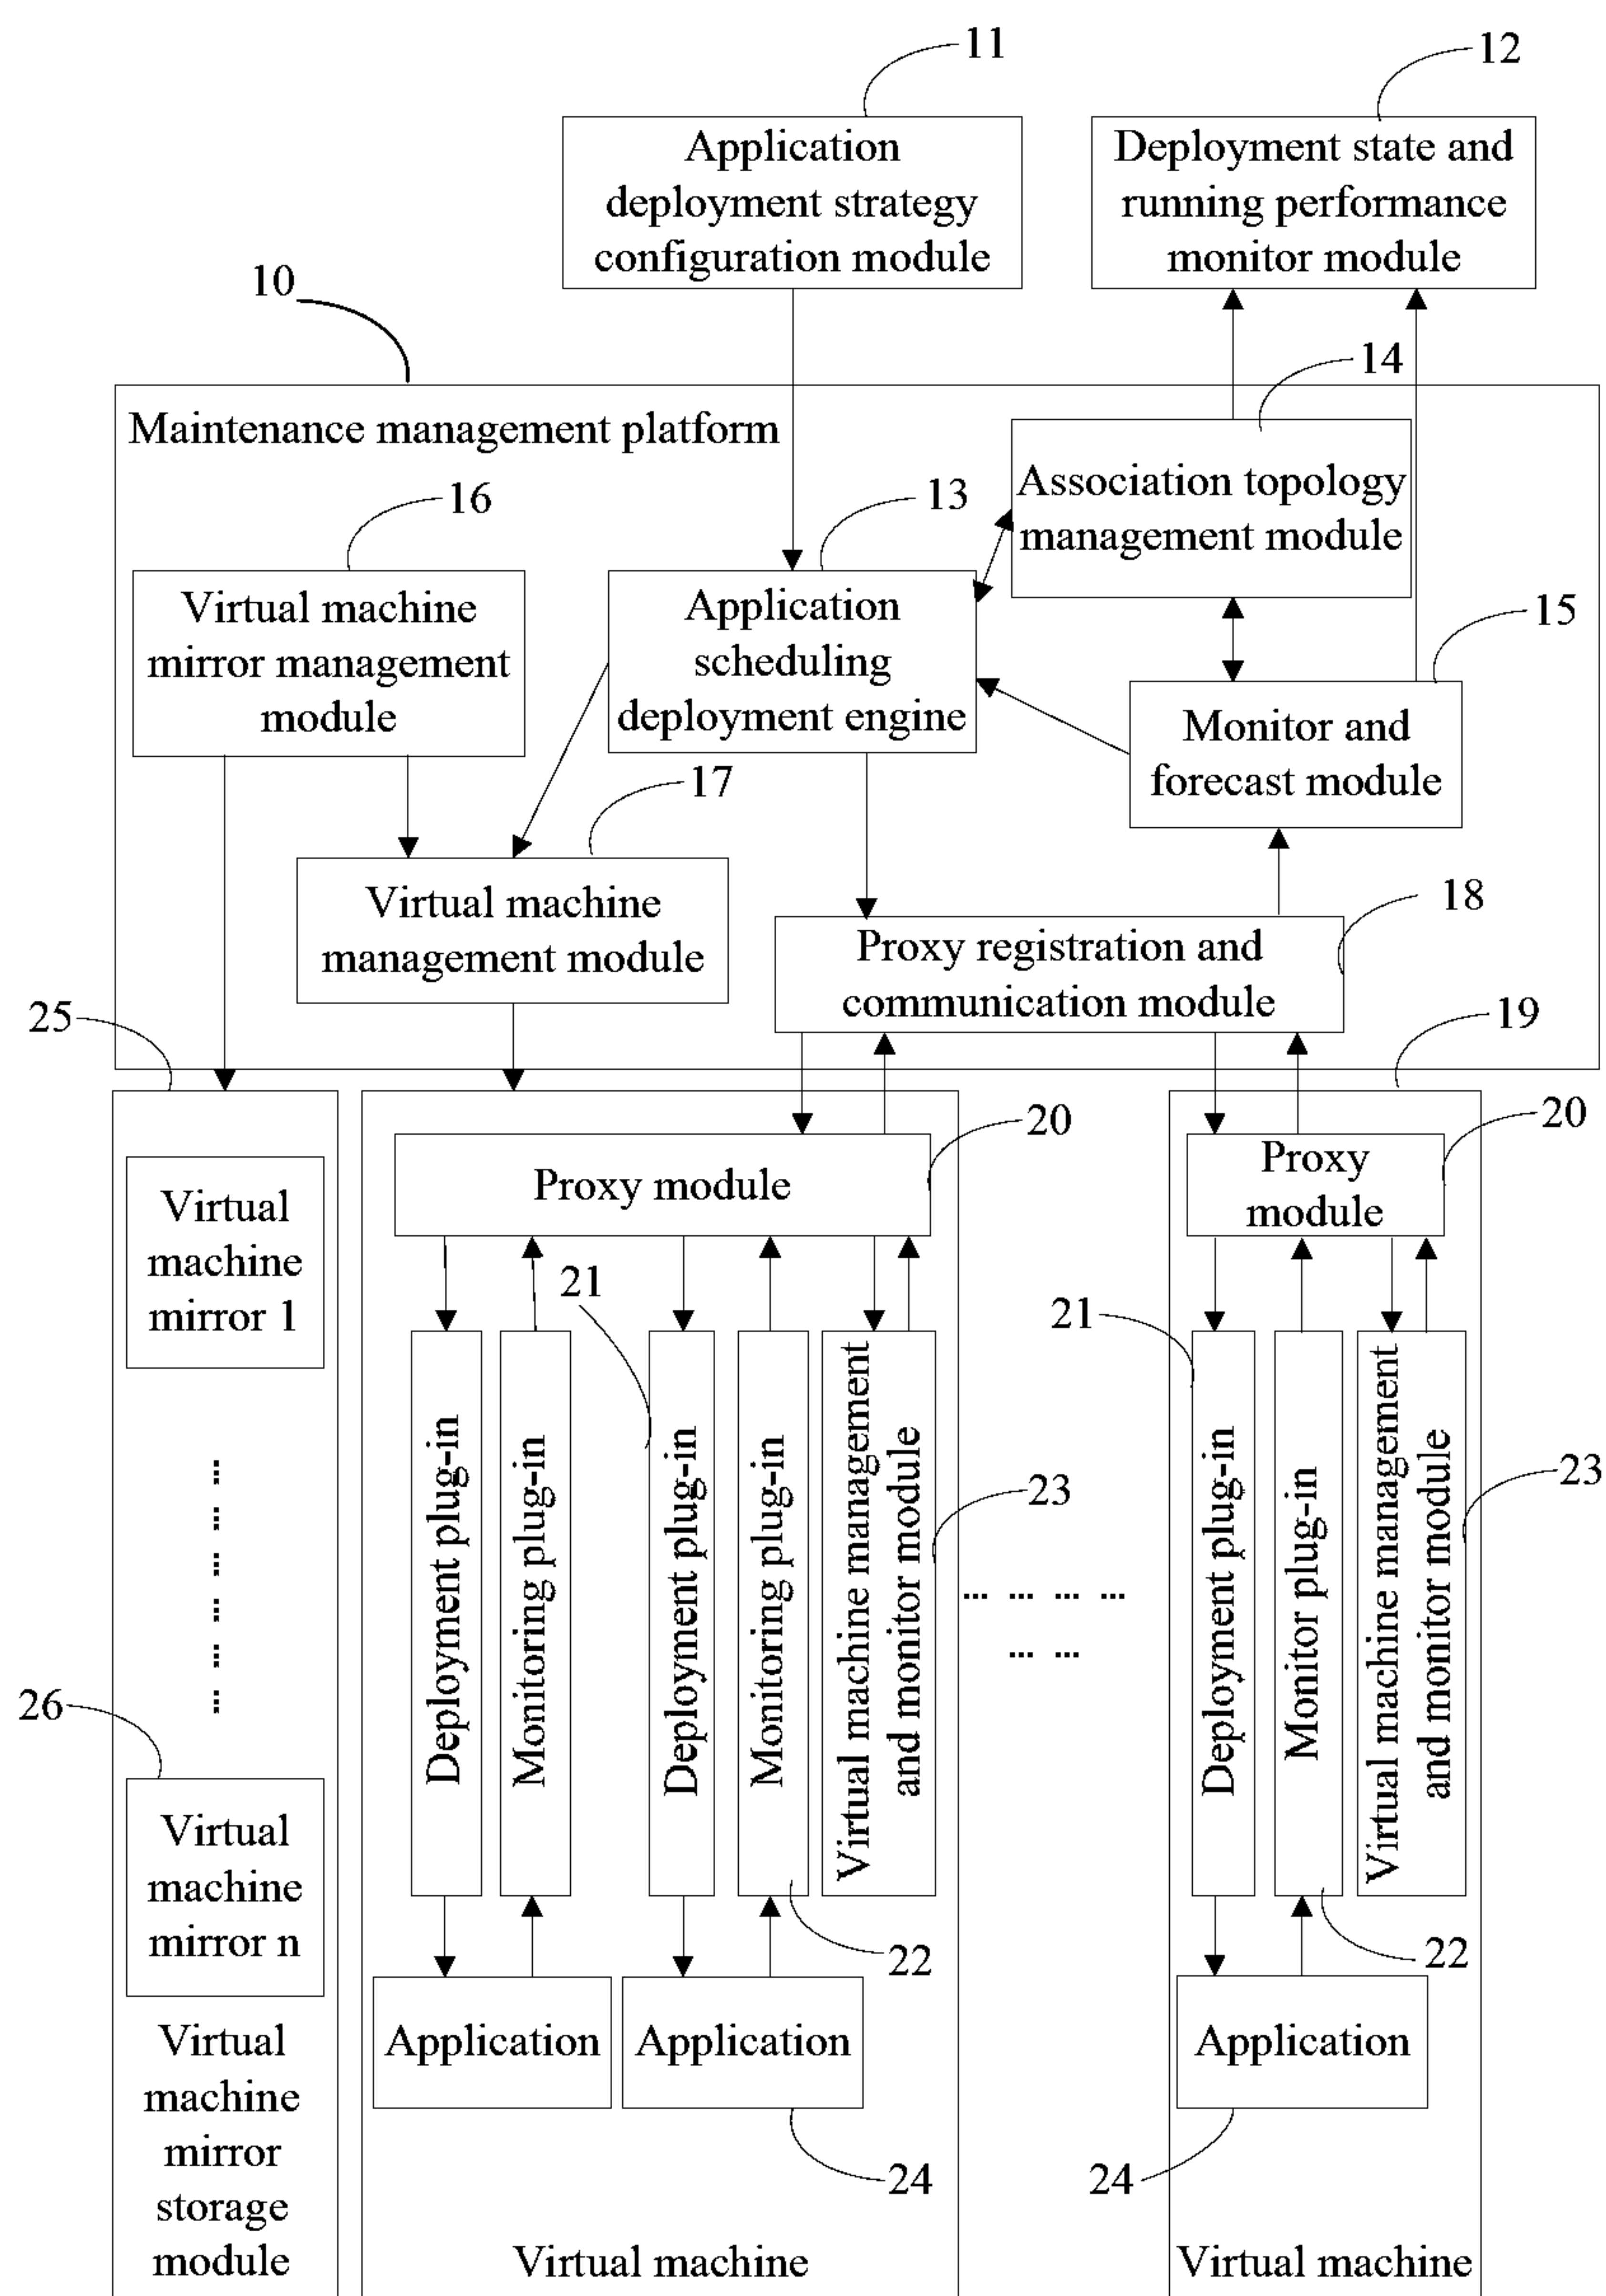 11
12
Application
deployment strategy
configuration module
Deployment state and
running performance
monitor module
10
14
Maintenance management platform
16
13
Association topology
management module
15
Virtual machine
mirror management
module
Application
scheduling
deployment engine
Monitor and
forecast module
17
18
Virtual machine
management module
Proxy registration and
communication module
25
19
20
20
Proxy module
Proxy
module
Virtual
machine
mirror 1
21
21
Deployment plug-in
Monitoring plug-in
Deployment plug-in
Monitoring plug-in
Virtual machine management
and monitor module
23
... ... ... ...
... ...
Deployment plug-in
Monitor plug-in
Virtual machine management
and monitor module
23
... ... ... ... ... ...
26
Virtual
machine
mirror n
22
22
Application
Application
Application
24
24
Virtual
machine
mirror
storage
module
Virtual machine
Virtual machine